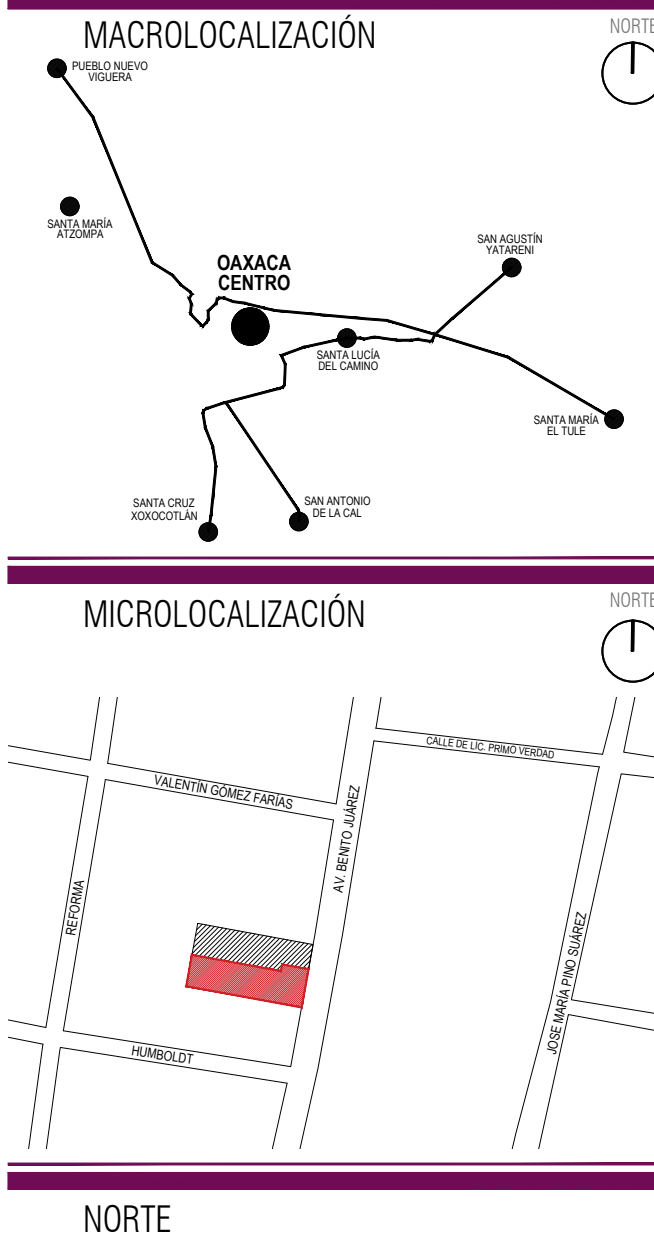 MACROLOCALIZACIÓN
NORTE
PUEBLO NUEVO
VIGUERA
SANTA MARÍA
ATZOMPA
OAXACA
CENTRO
SAN AGUSTÍN
YATARENI
SANTA LUCÍA
DEL CAMINO
SANTA MARÍA
EL TULE
SANTA CRUZ
XOXOCOTLÁN
SAN ANTONIO
DE LA CAL
MICROLOCALIZACIÓN
NORTE
CALLE DE LIC. PRIMO VERDAD
VALENTÍN GÓMEZ FARÍAS
AV. BENITO JUÁREZ
REFORMA
JOSE MARÍA PINO SUÁREZ
HUMBOLDT
NORTE